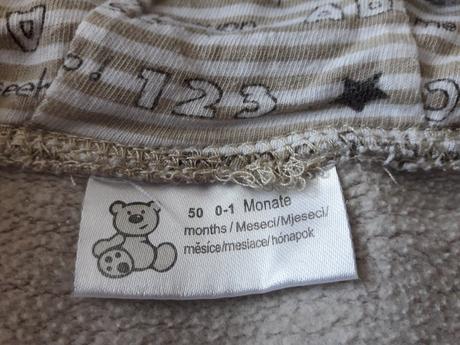 123
50 0-1 Monate
months/Meseci/Mjeseci/
měsíce/mesiace/hónapok